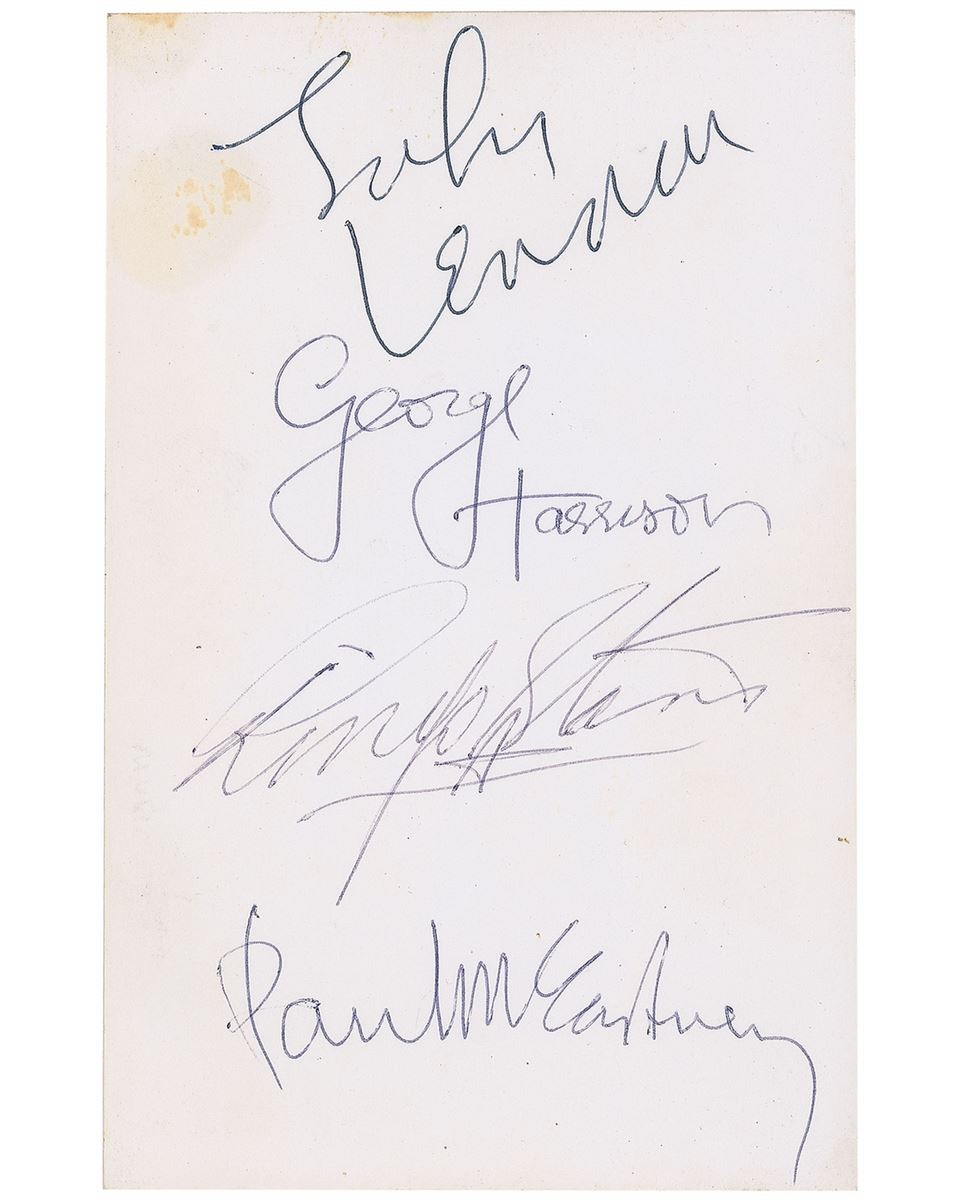 John
Lennon
George
Harrison
Ringo Starr
Paul McCartney